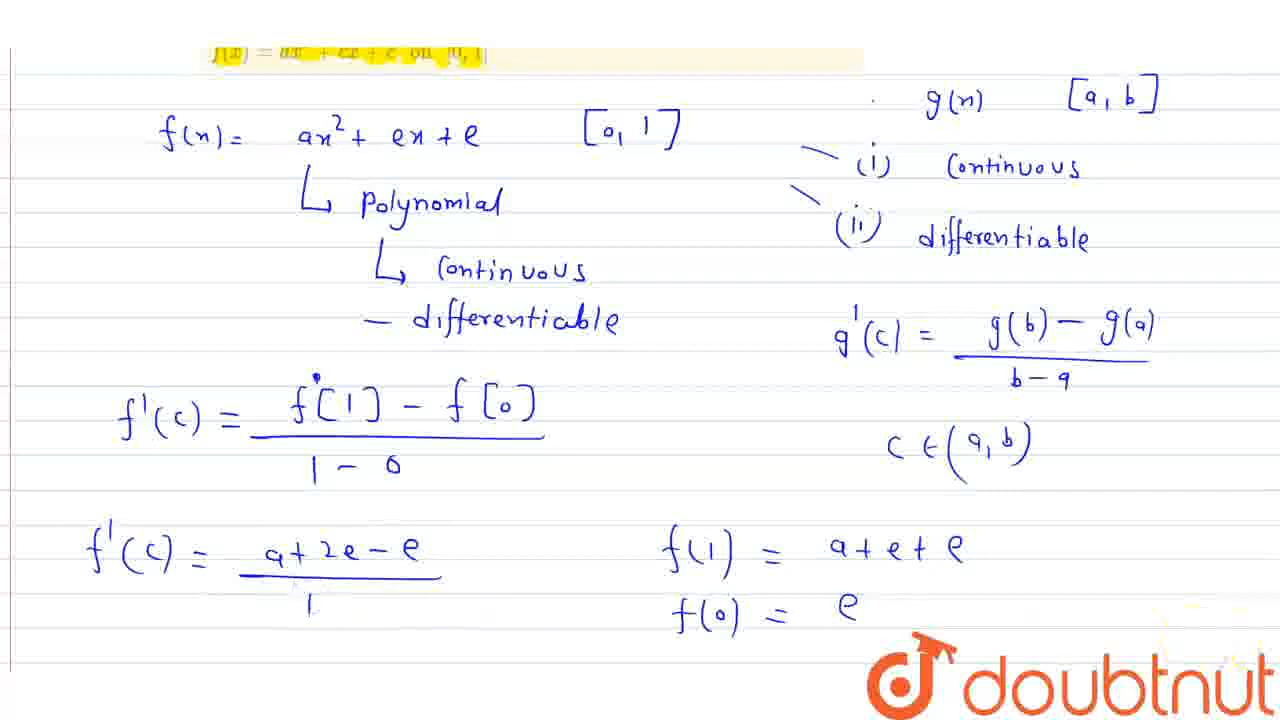 f(x) = ax² + ex + e on [0, 1]
f(x) = ax² + ex + e [0, 1]
↳ Polynomial
↳ Continuous
— differentiable
f'(c) = f[1] - f[0] / 1 - 0
f'(c) = a + 2e - e / 1
g(x) [a, b]
(i) Continuous
(ii) differentiable
g'(c) = g(b) - g(a) / b - a
c ∈ (a, b)
f(1) = a + e + e
f(0) = e
doubtnut